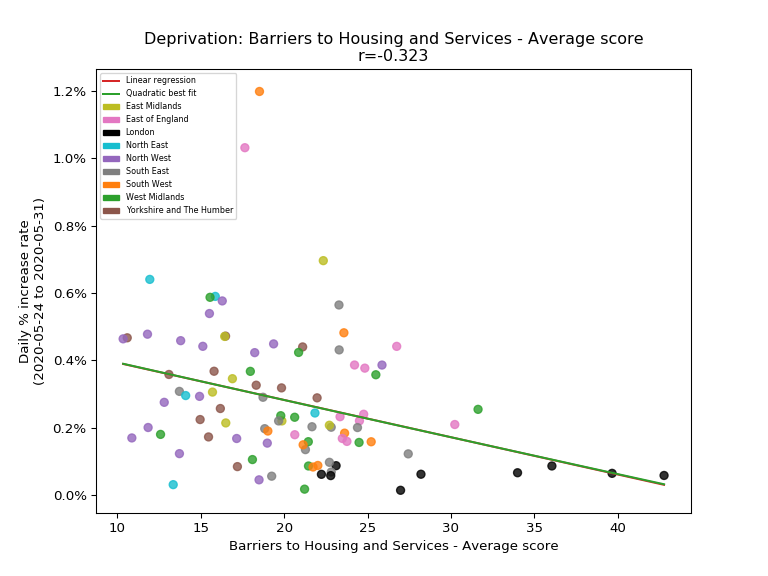 Deprivation: Barriers to Housing and Services - Average score
r=-0.323
Linear regression
Quadratic best fit
East Midlands
East of England
London
North East
North West
South East
South West
West Midlands
Yorkshire and The Humber
1.2%
1.0%
0.8%
0.6%
0.4%
0.2%
0.0%
Daily % increase rate
(2020-05-24 to 2020-05-31)
10
15
20
25
30
35
40
Barriers to Housing and Services - Average score